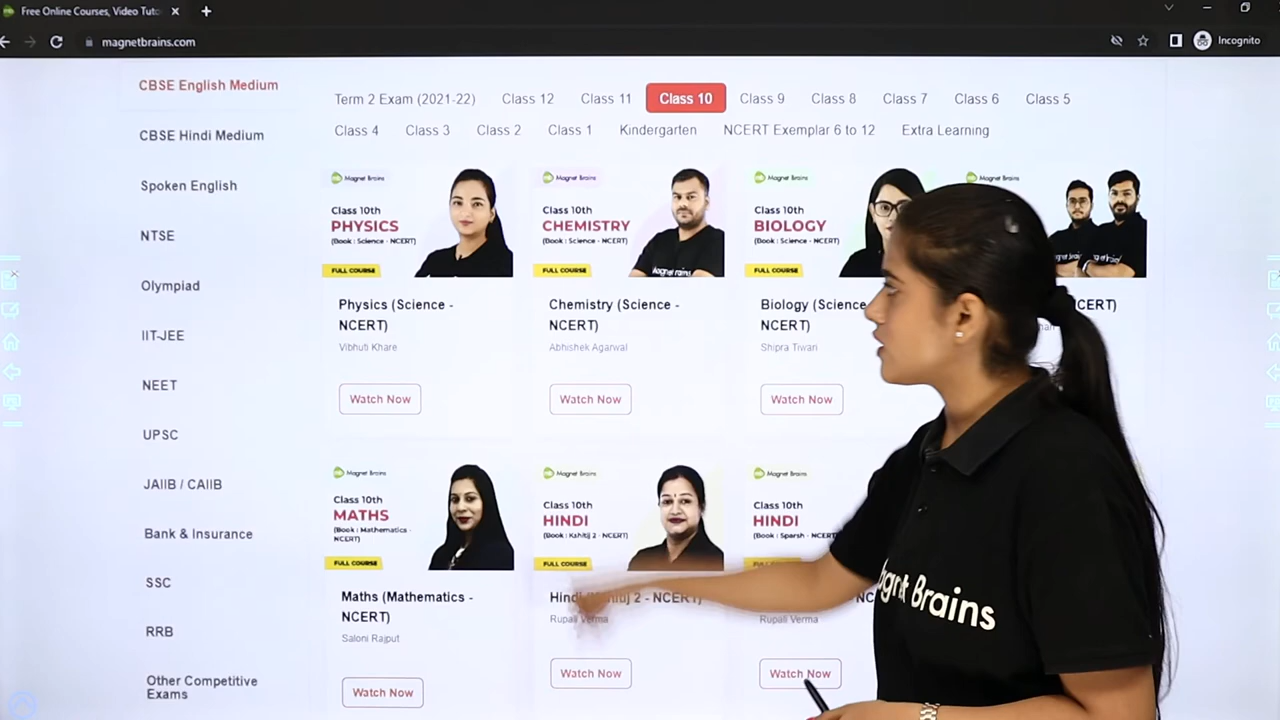 Free Online Courses, Video Tuto
magnetbrains.com
Incognito
CBSE English Medium
CBSE Hindi Medium
Spoken English
NTSE
Olympiad
IIT-JEE
NEET
UPSC
JAIIB / CAIIB
Bank & Insurance
SSC
RRB
Other Competitive
Exams
Term 2 Exam (2021-22) Class 12 Class 11 Class 10 Class 9 Class 8 Class 7 Class 6 Class 5
Class 4 Class 3 Class 2 Class 1 Kindergarten NCERT Exemplar 6 to 12 Extra Learning
Magnet Brains
Class 10th
PHYSICS
(Book : Science - NCERT)
FULL COURSE
Physics (Science -
NCERT)
Vibhuti Khare
Watch Now
Magnet Brains
Class 10th
CHEMISTRY
(Book : Science - NCERT)
FULL COURSE
Chemistry (Science -
NCERT)
Abhishek Agarwal
Watch Now
Magnet Brains
Class 10th
BIOLOGY
(Book : Science - NCERT)
FULL COURSE
Biology (Science
NCERT)
Shipra Tiwari
Watch Now
Magnet Brains
CERT)
Magnet Brains
Class 10th
MATHS
(Book : Mathematics -
NCERT)
FULL COURSE
Maths (Mathematics -
NCERT)
Saloni Rajput
Watch Now
Magnet Brains
Class 10th
HINDI
(Book : Kshitij 2 - NCERT)
FULL COURSE
2 - NCERT)
Rupali Verma
Watch Now
Magnet Brains
Class 10th
HINDI
(Book : Sparsh - NCERT)
Rupali Verma
Watch Now
Brains